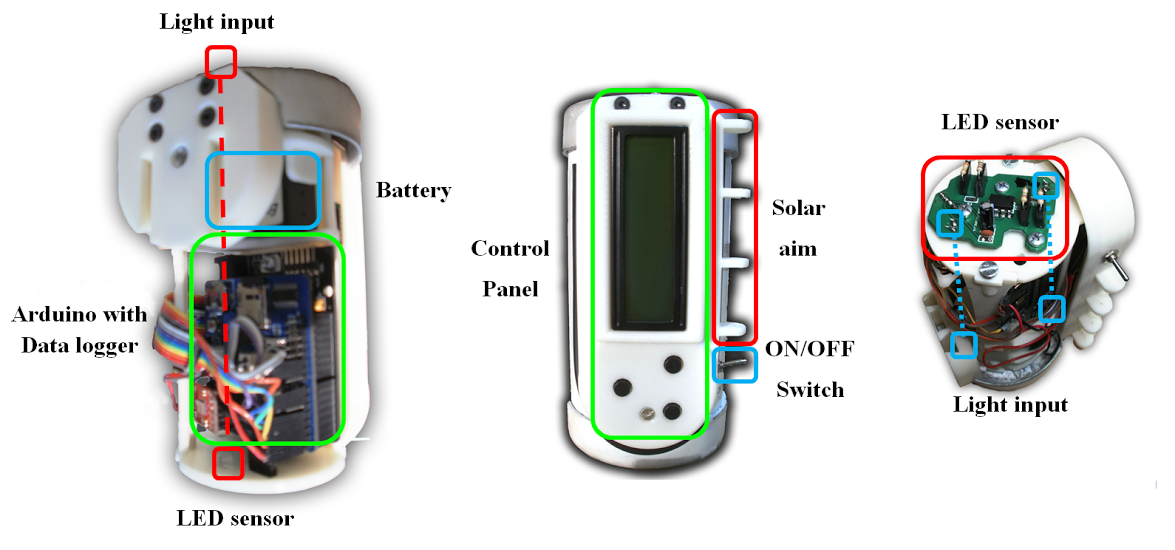 Light input
Battery
Arduino with
Data logger
LED sensor
Control
Panel
Solar
aim
ON/OFF
Switch
LED sensor
Light input